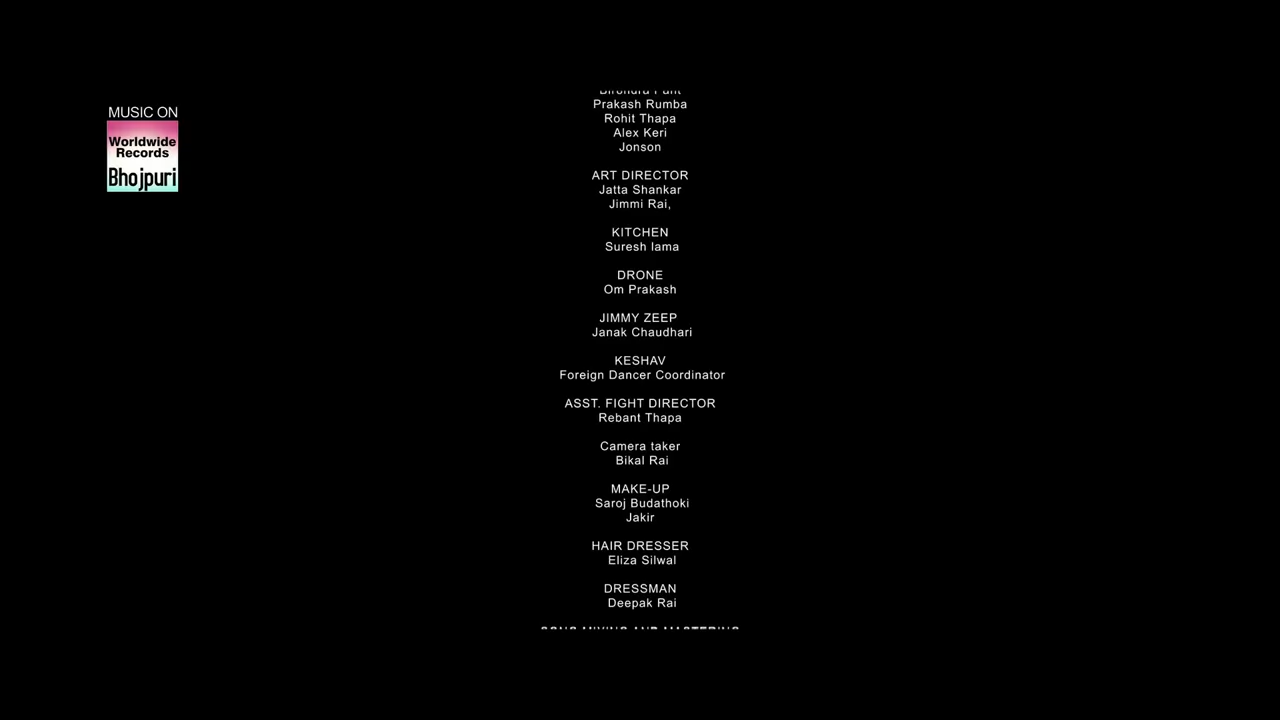 MUSIC ON
Worldwide
Records
Bhojpuri
Prakash Rumba
Rohit Thapa
Alex Keri
Jonson
ART DIRECTOR
Jatta Shankar
Jimmi Rai,
KITCHEN
Suresh lama
DRONE
Om Prakash
JIMMY ZEEP
Janak Chaudhari
KESHAV
Foreign Dancer Coordinator
ASST. FIGHT DIRECTOR
Rebant Thapa
Camera taker
Bikal Rai
MAKE-UP
Saroj Budathoki
Jakir
HAIR DRESSER
Eliza Silwal
DRESSMAN
Deepak Rai